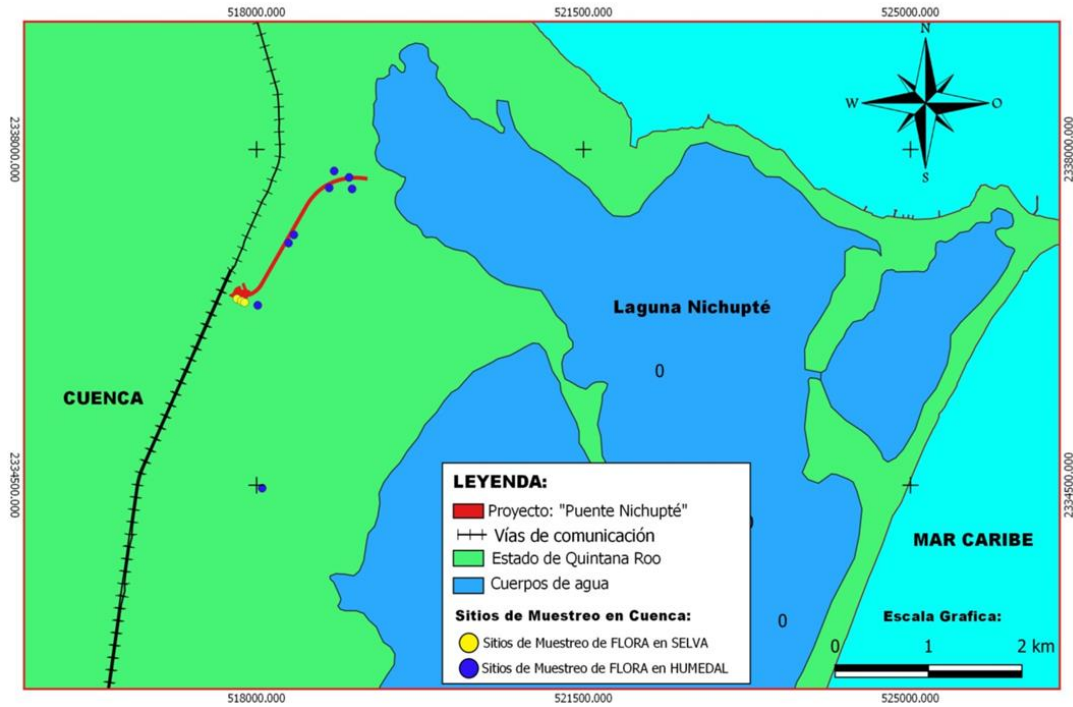 518000.000
521500.000
525000.000
N
W
O
S
2338000.000
2338000.000
Laguna Nichupté
0
CUENCA
2334500.000
2334500.000
LEYENDA:
Proyecto: "Puente Nichupté"
Vías de comunicación
Estado de Quintana Roo
Cuerpos de agua
Sitios de Muestreo en Cuenca:
Sitios de Muestreo de FLORA en SELVA
Sitios de Muestreo de FLORA en HUMEDAL
0
MAR CARIBE
Escala Grafica:
0 1 2 km
518000.000
521500.000
525000.000